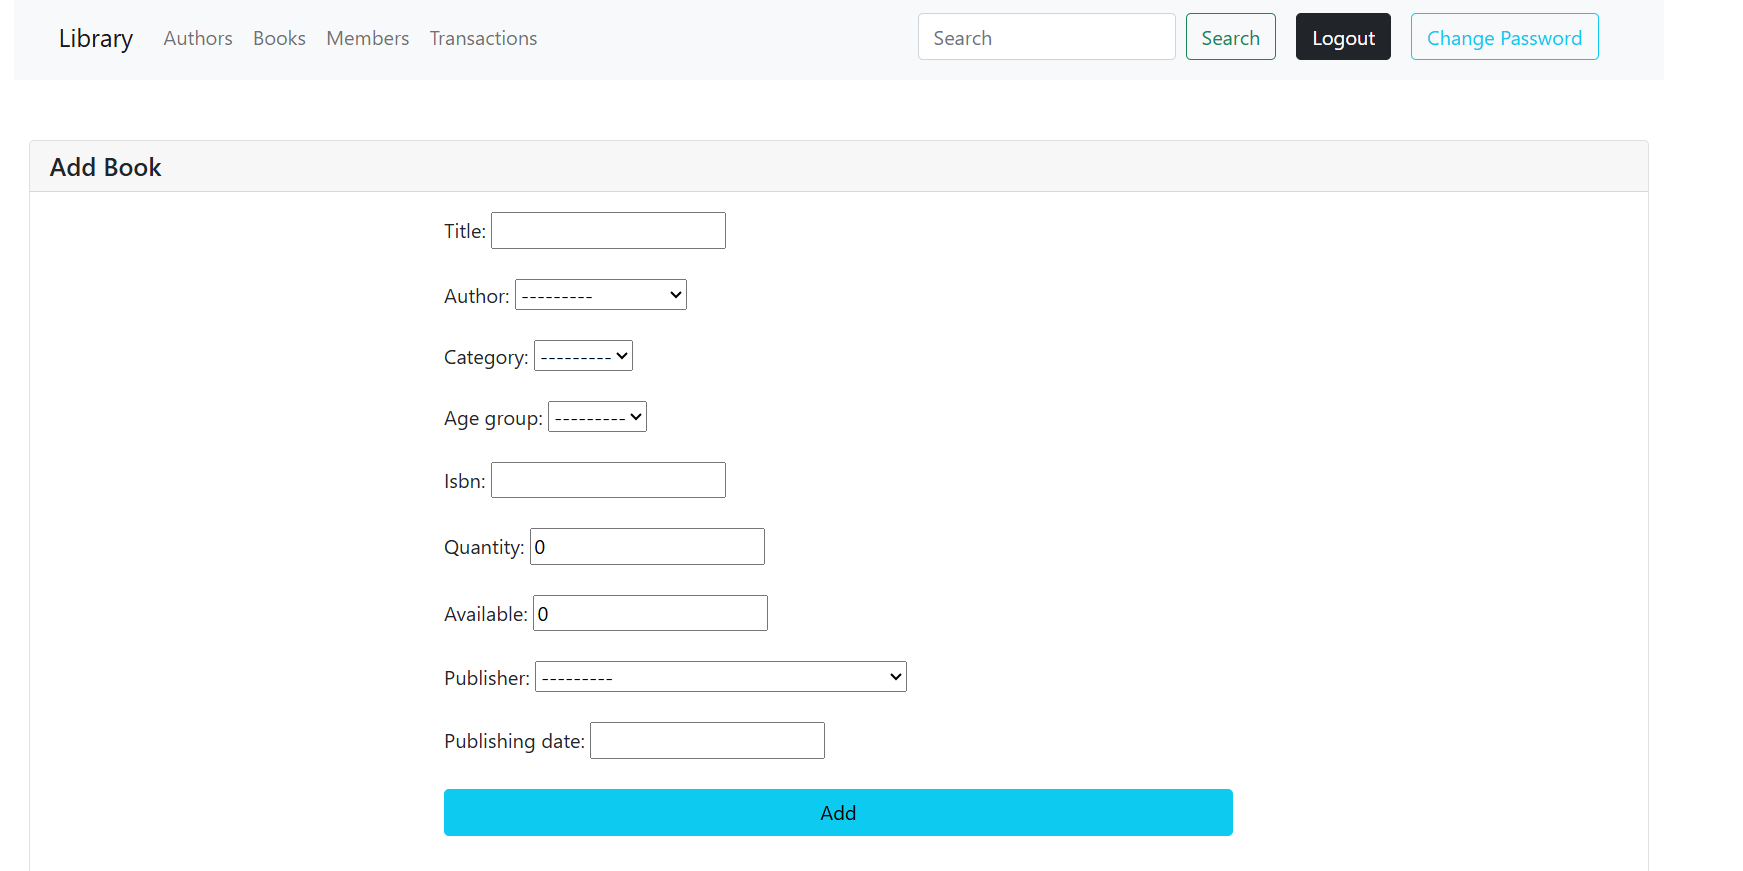 Library Authors Books Members Transactions Search Search Logout Change Password
Add Book
Title:
Author: ---------
Category: ---------
Age group: ---------
Isbn:
Quantity: 0
Available: 0
Publisher: ---------
Publishing date:
Add